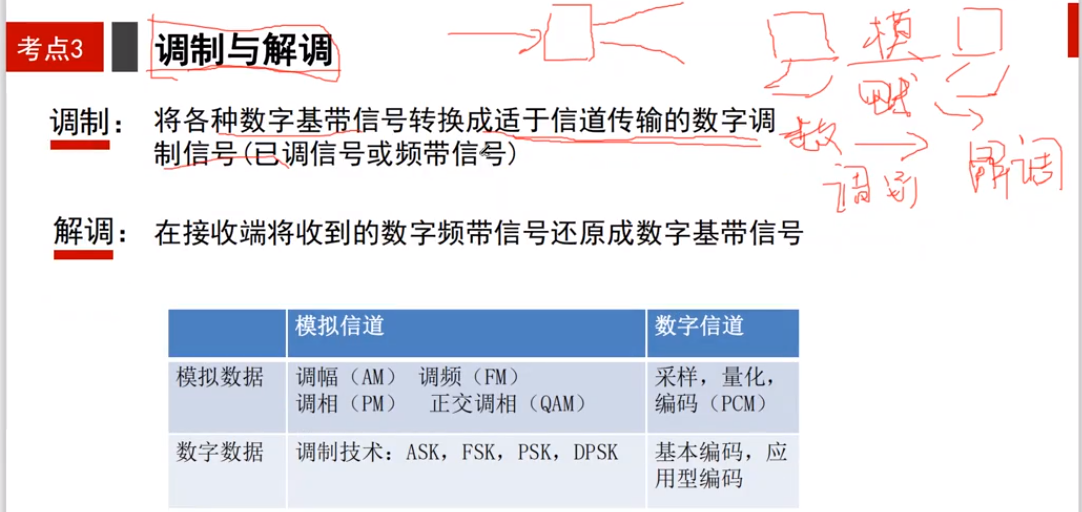 考点3
调制与解调
模
数
调制
解调
调制：
将各种数字基带信号转换成适于信道传输的数字调
制信号(已调信号或频带信号)
解调：
在接收端将收到的数字频带信号还原成数字基带信号
模拟信道
数字信道
模拟数据
调幅（AM） 调频（FM）
调相（PM） 正交调相（QAM）
采样，量化，
编码（PCM）
数字数据
调制技术：ASK，FSK，PSK，DPSK
基本编码，应
用型编码